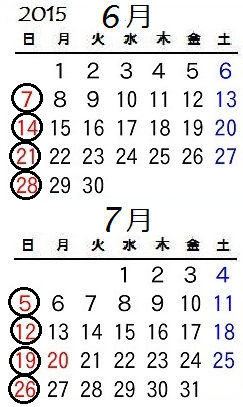 2015 6月
日 月 火 水 木 金 土
1 2 3 4 5 6
7 8 9 10 11 12 13
14 15 16 17 18 19 20
21 22 23 24 25 26 27
28 29 30
7月
日 月 火 水 木 金 土
1 2 3 4
5 6 7 8 9 10 11
12 13 14 15 16 17 18
19 20 21 22 23 24 25
26 27 28 29 30 31